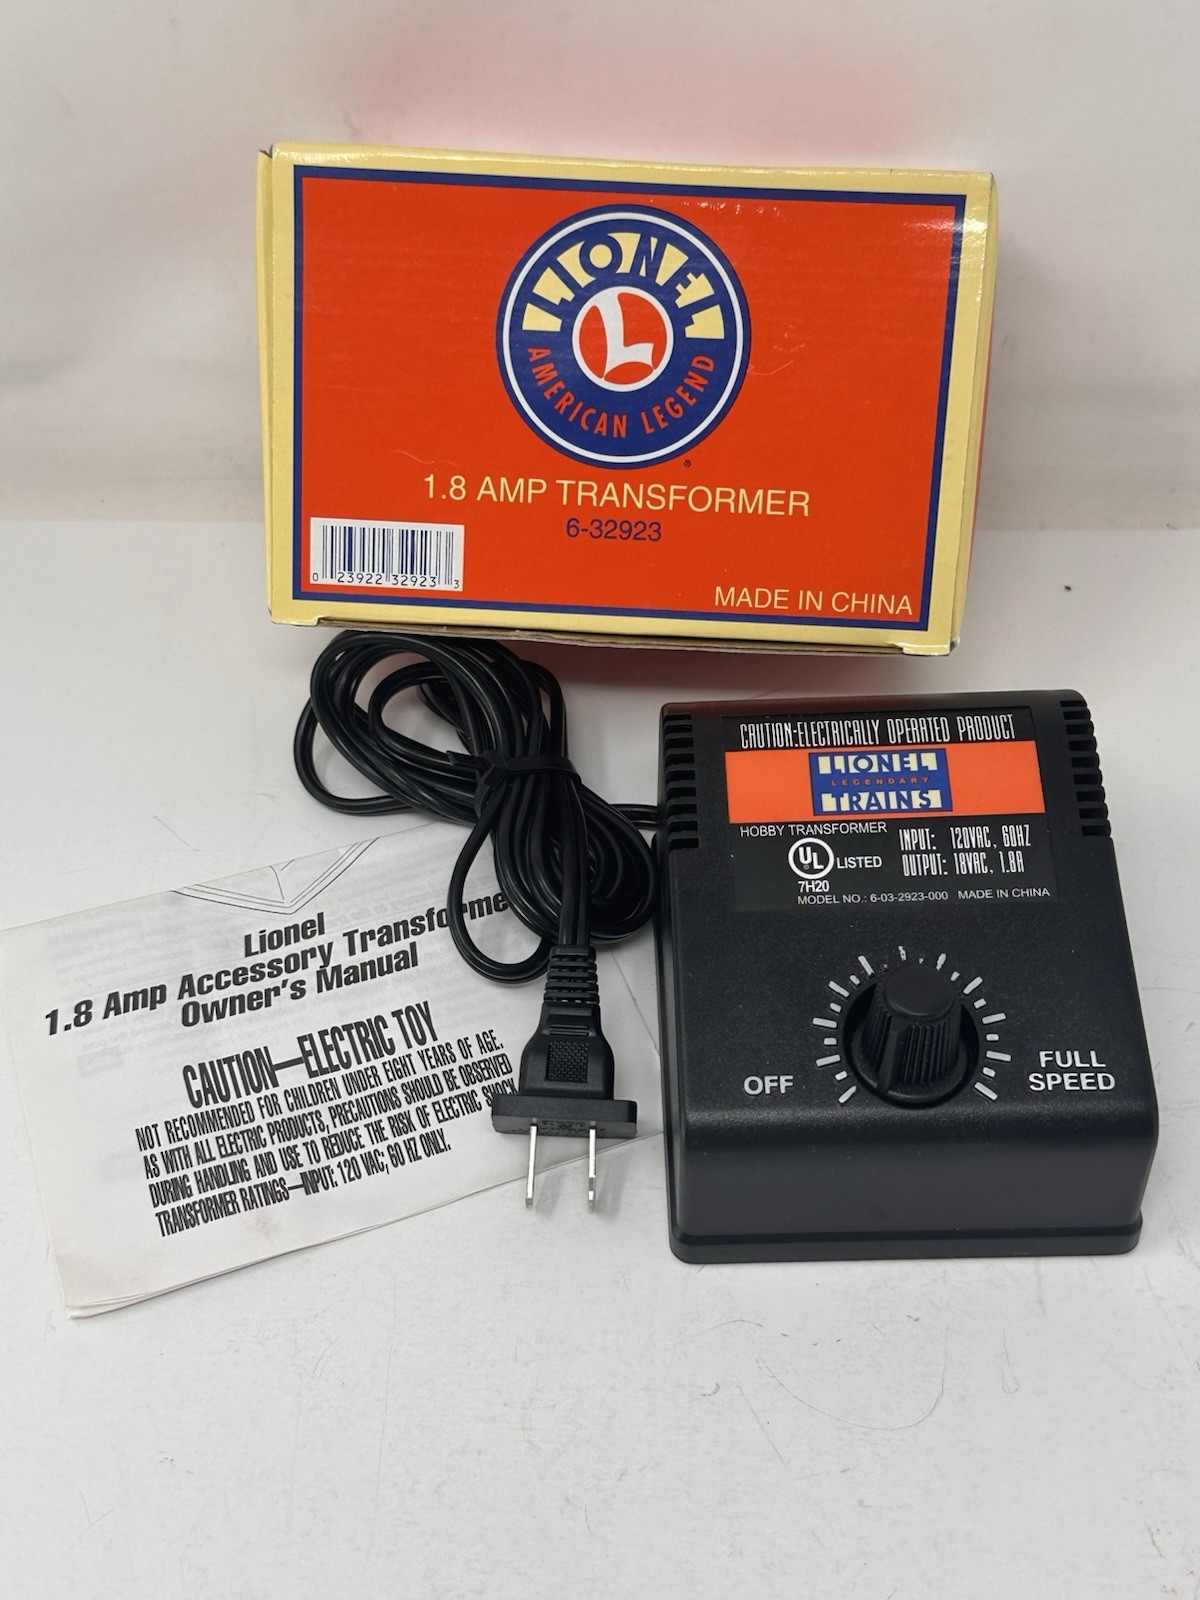 LIONEL
L
AMERICAN LEGEND
®
1.8 AMP TRANSFORMER
6-32923
0 23922 32923 3
MADE IN CHINA
CAUTION:ELECTRICALLY OPERATED PRODUCT
LIONEL
LEGENDARY
TRAINS
HOBBY TRANSFORMER
INPUT: 120VAC, 60HZ
OUTPUT: 18VAC, 1.8A
UL
LISTED
7H20
MODEL NO.: 6-03-2923-000 MADE IN CHINA
OFF
FULL
SPEED
Lionel
1.8 Amp Accessory Transforme
Owner's Manual
CAUTION—ELECTRIC TOY
NOT RECOMMENDED FOR CHILDREN UNDER EIGHT YEARS OF AGE.
AS WITH ALL ELECTRIC PRODUCTS, PRECAUTIONS SHOULD BE OBSERVED
DURING HANDLING AND USE TO REDUCE THE RISK OF ELECTRIC SHOCK
TRANSFORMER RATINGS—INPUT: 120 VAC; 60 HZ ONLY.